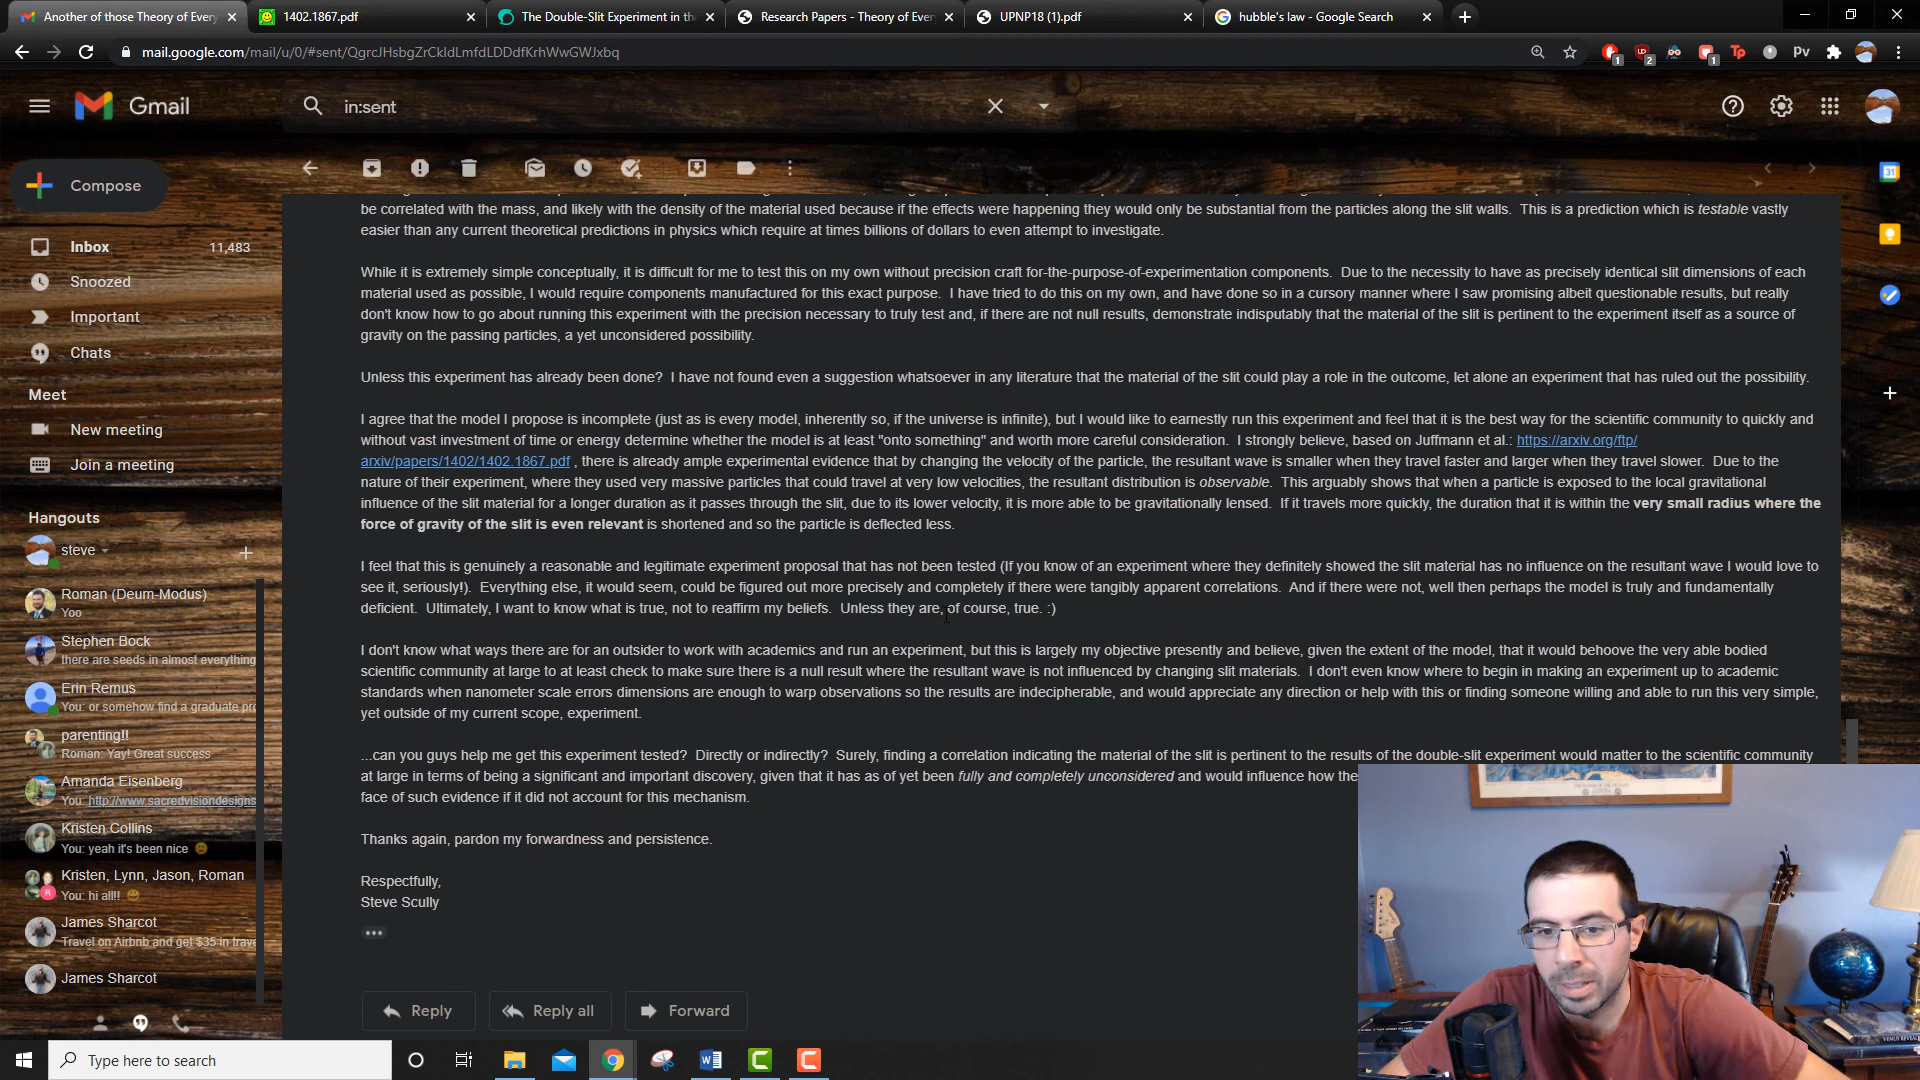 Another of those Theory of Every
1402.1867.pdf
The Double-Slit Experiment in th
Research Papers - Theory of Ever
UPNP18 (1).pdf
hubble's law - Google Search
mail.google.com/mail/u/0/#sent/QgrcJHsbgZrCkldLmfdLDDdfKrhWwGWJxbq
Gmail
in:sent
Compose
Inbox 11,483
Snoozed
Important
Chats
Meet
New meeting
Join a meeting
Hangouts
steve
Roman (Deum-Modus)
Yoo
Stephen Bock
there are seeds in almost everything
Erin Remus
You: or somehow find a graduate pro
parenting!!
Roman: Yay! Great success
Amanda Eisenberg
You: http://www.sacredvisiondesigns
Kristen Collins
You: yeah it's been nice
Kristen, Lynn, Jason, Roman
You: hi all!!
James Sharcot
Travel on Airbnb and get $35 in trave
James Sharcot
be correlated with the mass, and likely with the density of the material used because if the effects were happening they would only be substantial from the particles along the slit walls. This is a prediction which is testable vastly
easier than any current theoretical predictions in physics which require at times billions of dollars to even attempt to investigate.
While it is extremely simple conceptually, it is difficult for me to test this on my own without precision craft for-the-purpose-of-experimentation components. Due to the necessity to have as precisely identical slit dimensions of each
material used as possible, I would require components manufactured for this exact purpose. I have tried to do this on my own, and have done so in a cursory manner where I saw promising albeit questionable results, but really
don't know how to go about running this experiment with the precision necessary to truly test and, if there are not null results, demonstrate indisputably that the material of the slit is pertinent to the experiment itself as a source of
gravity on the passing particles, a yet unconsidered possibility.
Unless this experiment has already been done? I have not found even a suggestion whatsoever in any literature that the material of the slit could play a role in the outcome, let alone an experiment that has ruled out the possibility.
I agree that the model I propose is incomplete (just as is every model, inherently so, if the universe is infinite), but I would like to earnestly run this experiment and feel that it is the best way for the scientific community to quickly and
without vast investment of time or energy determine whether the model is at least "onto something" and worth more careful consideration. I strongly believe, based on Juffmann et al.: https://arxiv.org/ftp/
arxiv/papers/1402/1402.1867.pdf , there is already ample experimental evidence that by changing the velocity of the particle, the resultant wave is smaller when they travel faster and larger when they travel slower. Due to the
nature of their experiment, where they used very massive particles that could travel at very low velocities, the resultant distribution is observable. This arguably shows that when a particle is exposed to the local gravitational
influence of the slit material for a longer duration as it passes through the slit, due to its lower velocity, it is more able to be gravitationally lensed. If it travels more quickly, the duration that it is within the very small radius where the
force of gravity of the slit is even relevant is shortened and so the particle is deflected less.
I feel that this is genuinely a reasonable and legitimate experiment proposal that has not been tested (If you know of an experiment where they definitely showed the slit material has no influence on the resultant wave I would love to
see it, seriously!). Everything else, it would seem, could be figured out more precisely and completely if there were tangibly apparent correlations. And if there were not, well then perhaps the model is truly and fundamentally
deficient. Ultimately, I want to know what is true, not to reaffirm my beliefs. Unless they are, of course, true. :)
I don't know what ways there are for an outsider to work with academics and run an experiment, but this is largely my objective presently and believe, given the extent of the model, that it would behoove the very able bodied
scientific community at large to at least check to make sure there is a null result where the resultant wave is not influenced by changing slit materials. I don't even know where to begin in making an experiment up to academic
standards when nanometer scale errors dimensions are enough to warp observations so the results are indecipherable, and would appreciate any direction or help with this or finding someone willing and able to run this very simple,
yet outside of my current scope, experiment.
...can you guys help me get this experiment tested? Directly or indirectly? Surely, finding a correlation indicating the material of the slit is pertinent to the results of the double-slit experiment would matter to the scientific community
at large in terms of being a significant and important discovery, given that it has as of yet been fully and completely unconsidered and would influence how the
face of such evidence if it did not account for this mechanism.
Thanks again, pardon my forwardness and persistence.
Respectfully,
Steve Scully
Reply
Reply all
Forward
Type here to search